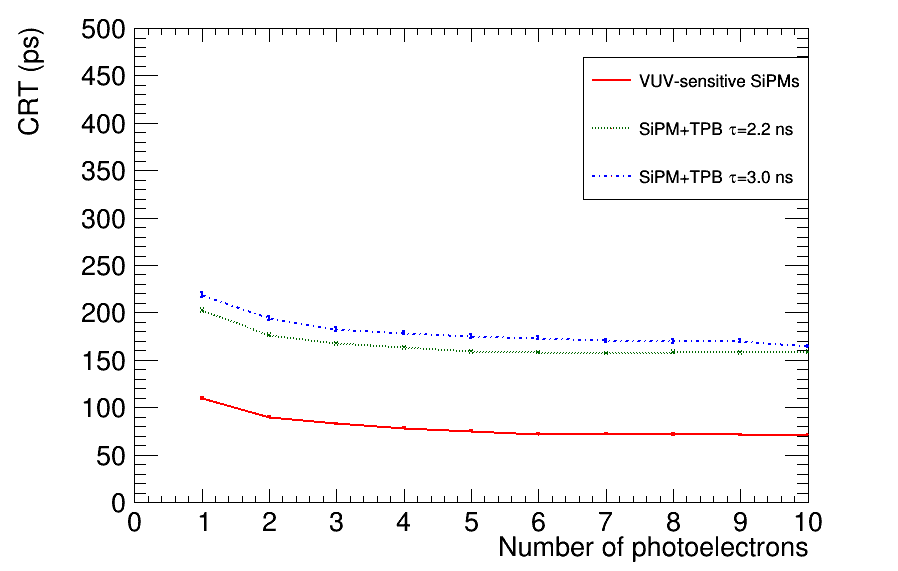 CRT (ps)
500
450
400
350
300
250
200
150
100
50
0
VUV-sensitive SiPMs
SiPM+TPB τ=2.2 ns
SiPM+TPB τ=3.0 ns
0 1 2 3 4 5 6 7 8 9 10
Number of photoelectrons